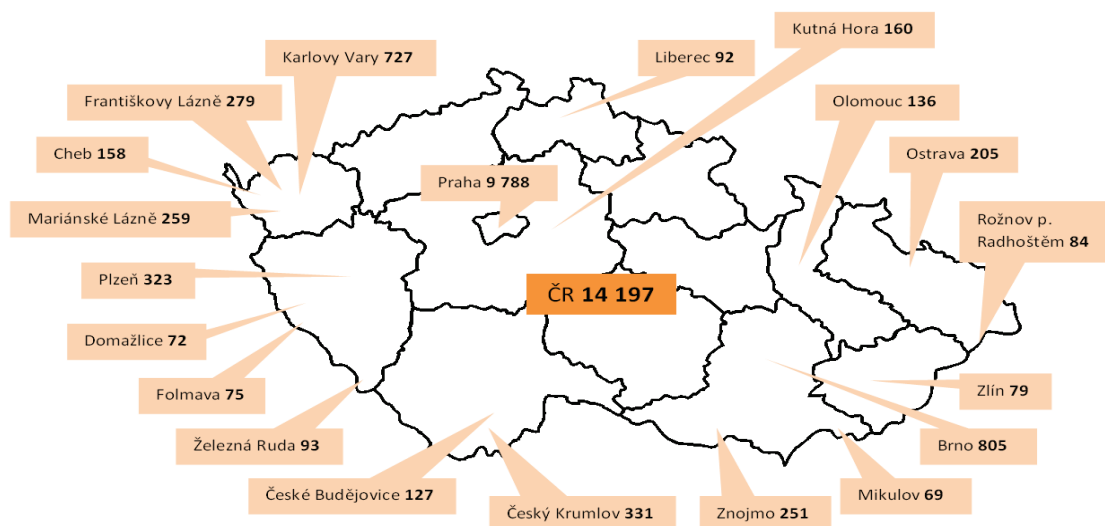 Kutná Hora 160
Karlovy Vary 727
Liberec 92
Františkovy Lázně 279
Olomouc 136
Cheb 158
Ostrava 205
Praha 9 788
Mariánské Lázně 259
Rožnov p.
Radhoštěm 84
Plzeň 323
ČR 14 197
Domažlice 72
Folmava 75
Zlín 79
Železná Ruda 93
Brno 805
České Budějovice 127
Mikulov 69
Český Krumlov 331
Znojmo 251